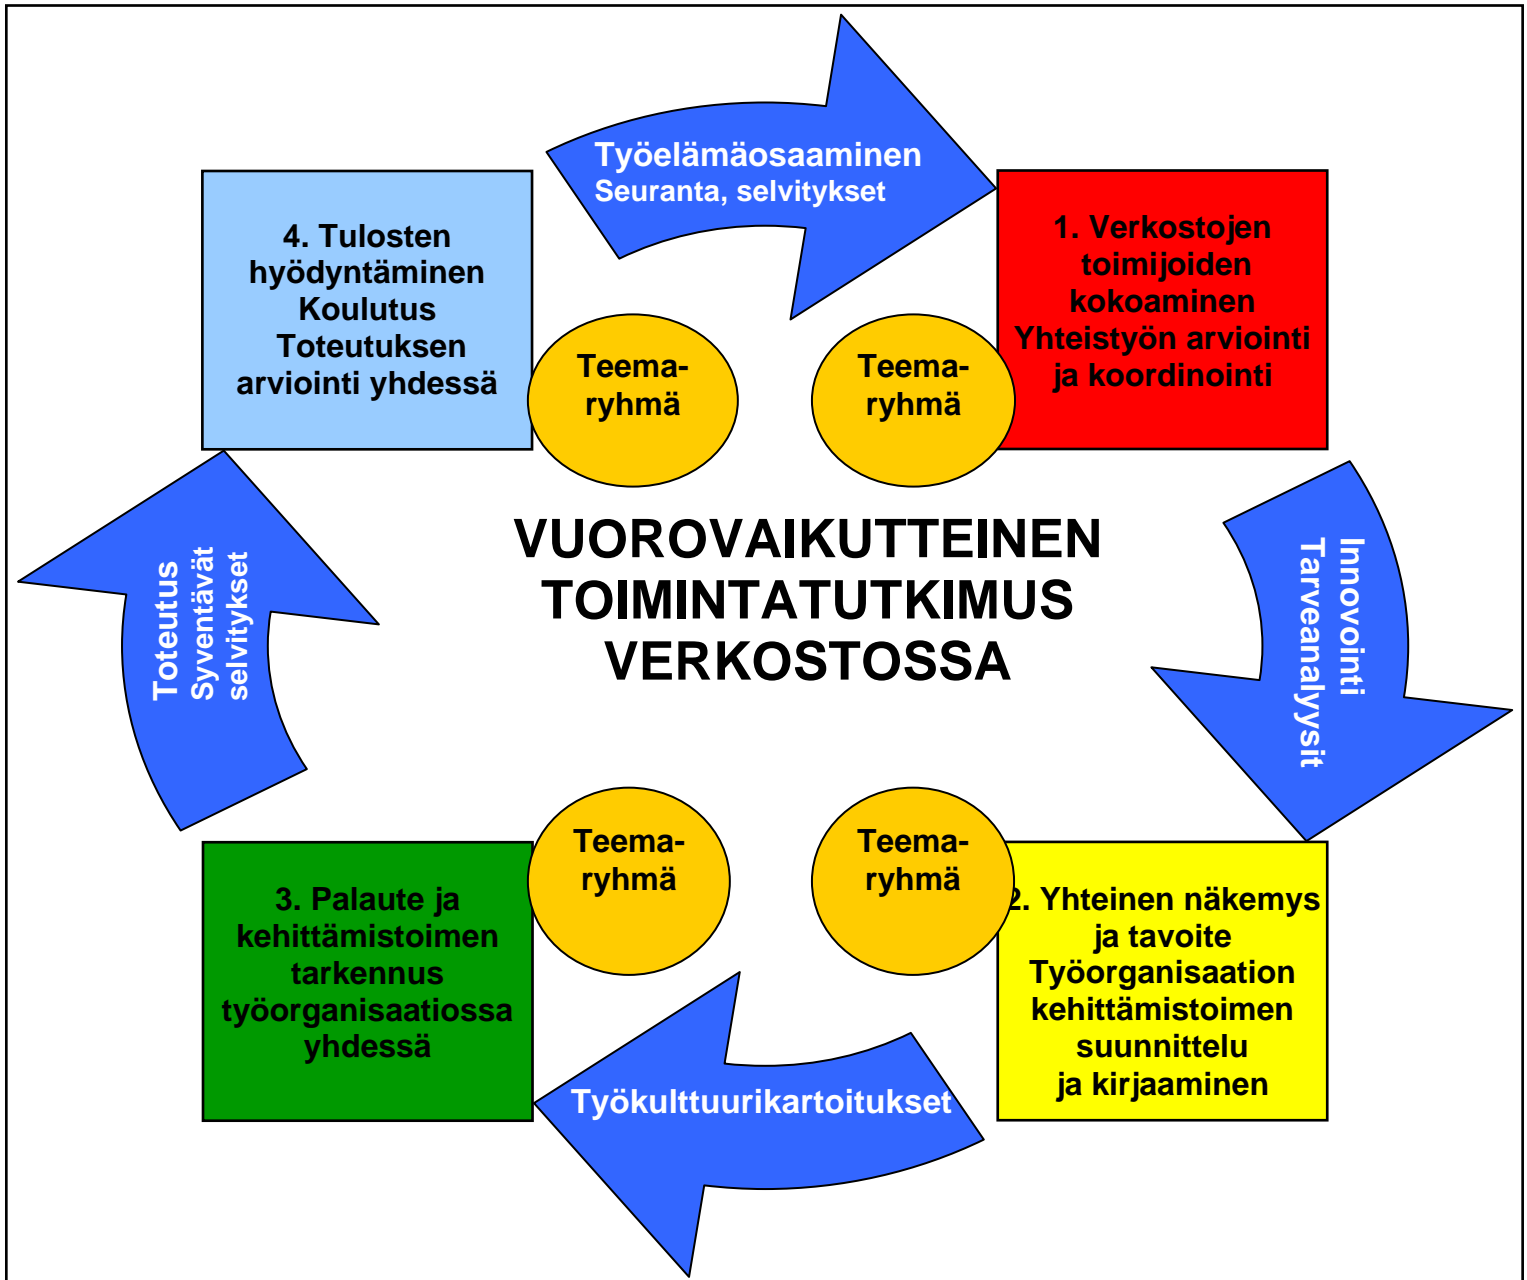 Työelämäosaaminen
Seuranta, selvitykset
4. Tulosten
hyödyntäminen
Koulutus
Toteutuksen
arviointi yhdessä
1. Verkostojen
toimijoiden
kokoaminen
Yhteistyön arviointi
ja koordinointi
Teema-
ryhmä
Teema-
ryhmä
VUOROVAIKUTTEINEN
TOIMINTATUTKIMUS
VERKOSTOSSA
Toteutus
Syventävät
selvitykset
Innovointi
Tarveanalyysit
Teema-
ryhmä
Teema-
ryhmä
3. Palaute ja
kehittämistoimen
tarkennus
työorganisaatiossa
yhdessä
2. Yhteinen näkemys
ja tavoite
Työorganisaation
kehittämistoimen
suunnittelu
ja kirjaaminen
Työkulttuurikartoitukset